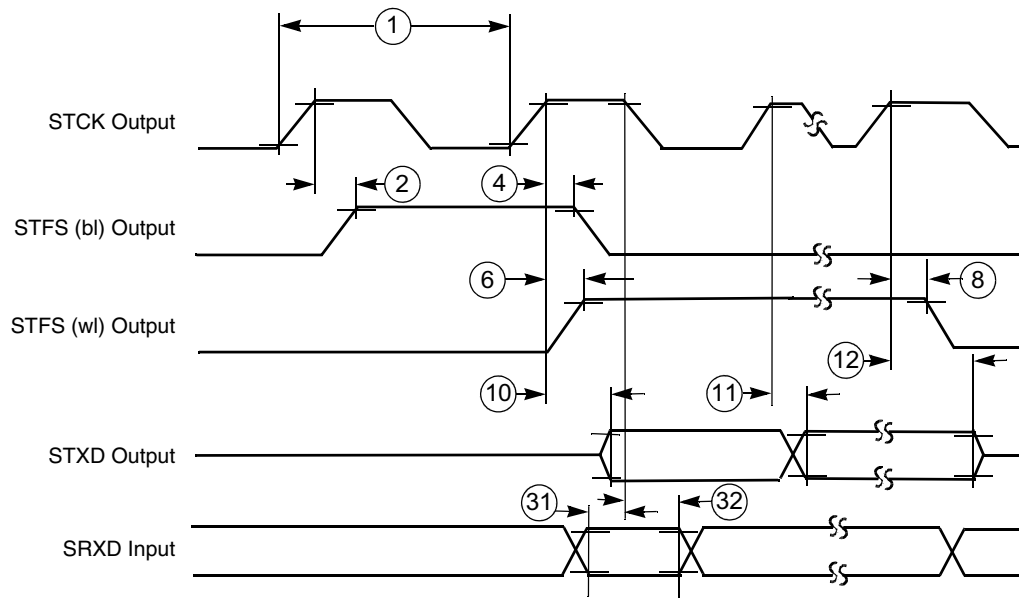 1
STCK Output
2
4
STFS (bl) Output
6
8
STFS (wl) Output
12
10
11
STXD Output
31
32
SRXD Input